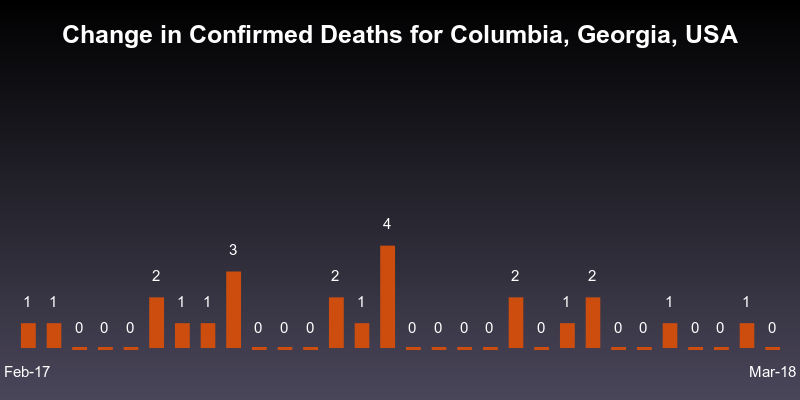 Change in Confirmed Deaths for Columbia, Georgia, USA
4
3
2 2 2 2
1 1 1 1 1 1 1 1
0 0 0 0 0 0 0 0 0 0 0 0 0 0 0 0
Feb-17 Mar-18